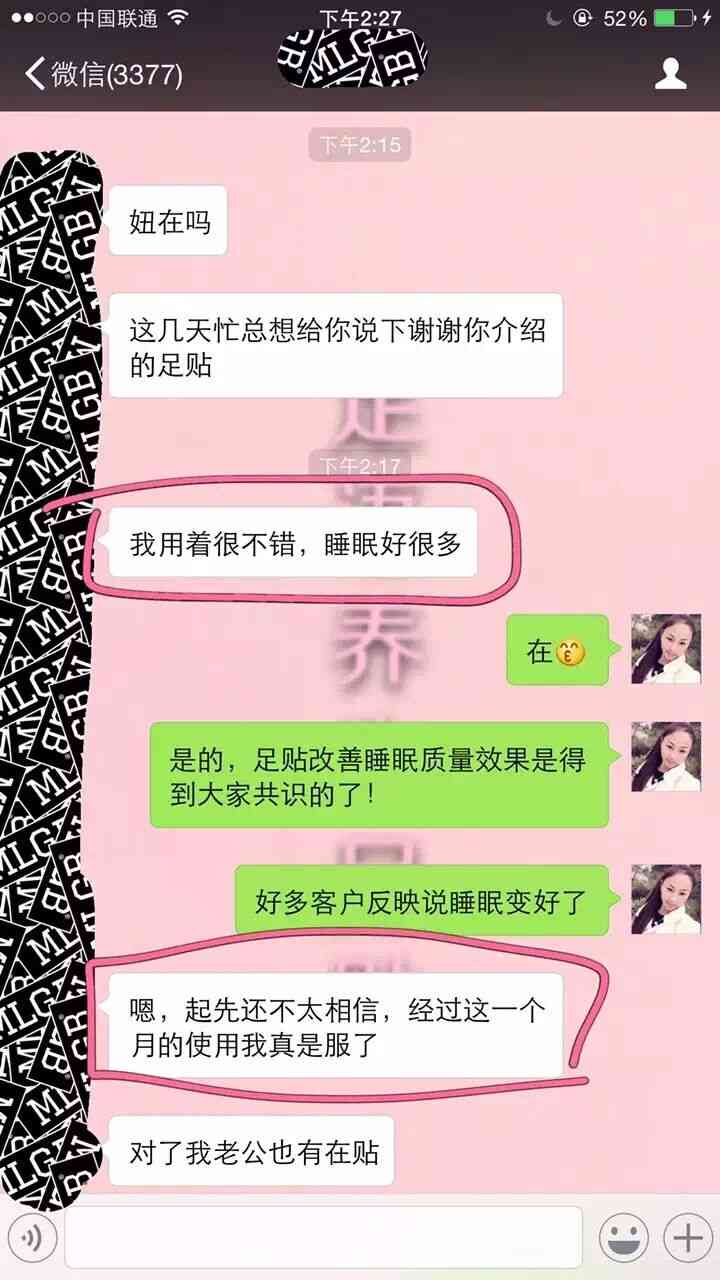 中国联通
下午2:27
52%
微信(3377)
下午2:15
妞在吗
这几天忙总想给你说下谢谢你介绍
的足贴
下午2:17
我用着很不错，睡眠好很多
养
在
是的，足贴改善睡眠质量效果是得
到大家共识的了！
好多客户反映说睡眠变好了
嗯，起先还不太相信，经过这一个
月的使用我真是服了
对了我老公也有在贴